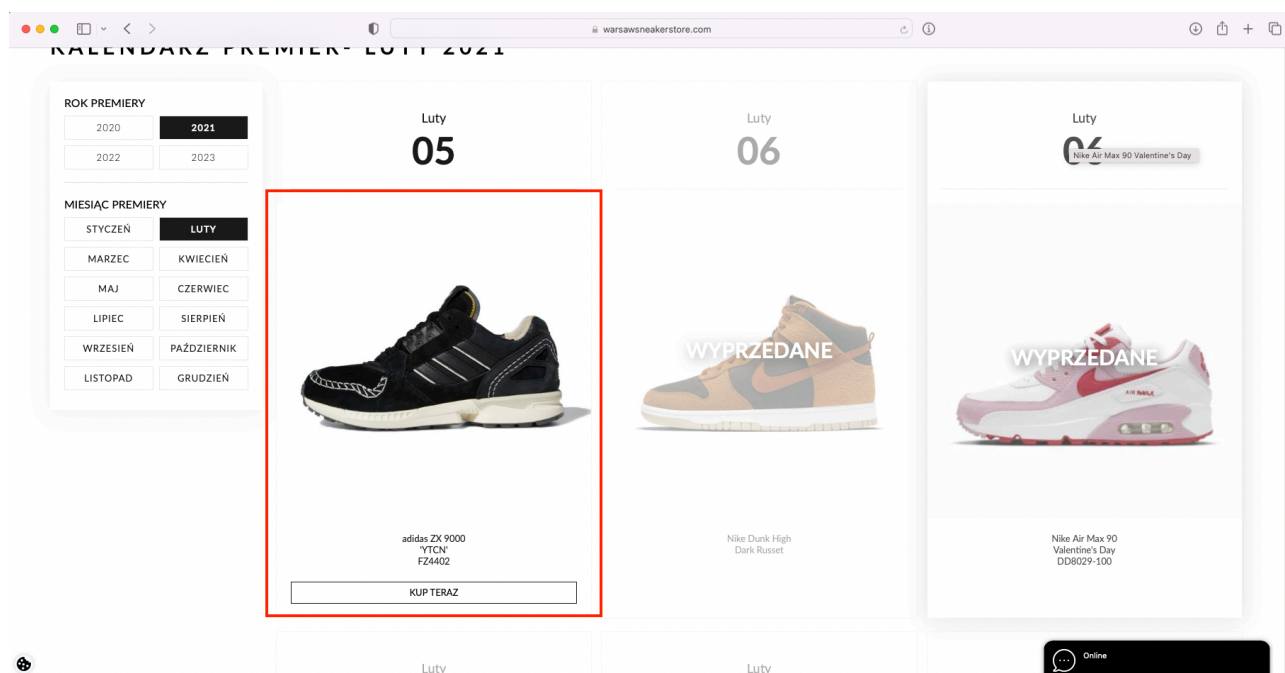 warsawsneakerstore.com
KALENDARZ PREMIER- LUTY 2021
ROK PREMIERY
2020
2021
2022
2023
MIESIĄC PREMIERY
STYCZEŃ
LUTY
MARZEC
KWIECIEŃ
MAJ
CZERWIEC
LIPIEC
SIERPIEŃ
WRZESIEŃ
PAŹDZIERNIK
LISTOPAD
GRUDZIEŃ
Luty
05
adidas ZX 9000
'YTCN'
FZ4402
KUP TERAZ
Luty
06
WYPRZEDANE
Nike Dunk High
Dark Russet
Luty
06
Nike Air Max 90 Valentine's Day
WYPRZEDANE
AIR MAX
Nike Air Max 90
Valentine's Day
DD8029-100
Luty
Luty
Online